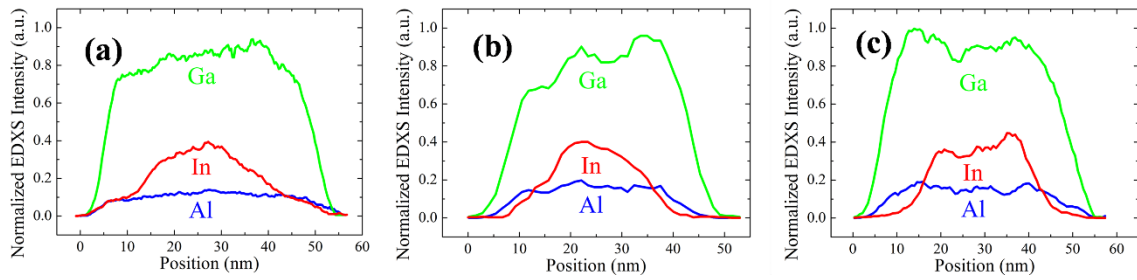 Normalized EDXS Intensity (a.u.)
1.0
0.8
0.6
0.4
0.2
0.0
(a)
Ga
In
Al
0 10 20 30 40 50 60
Position (nm)
Normalized EDXS Intensity (a.u.)
1.0
0.8
0.6
0.4
0.2
0.0
(b)
Ga
In
Al
0 10 20 30 40 50
Position (nm)
Normalized EDXS Intensity (a.u.)
1.0
0.8
0.6
0.4
0.2
0.0
(c)
Ga
In
Al
0 10 20 30 40 50 60
Position (nm)